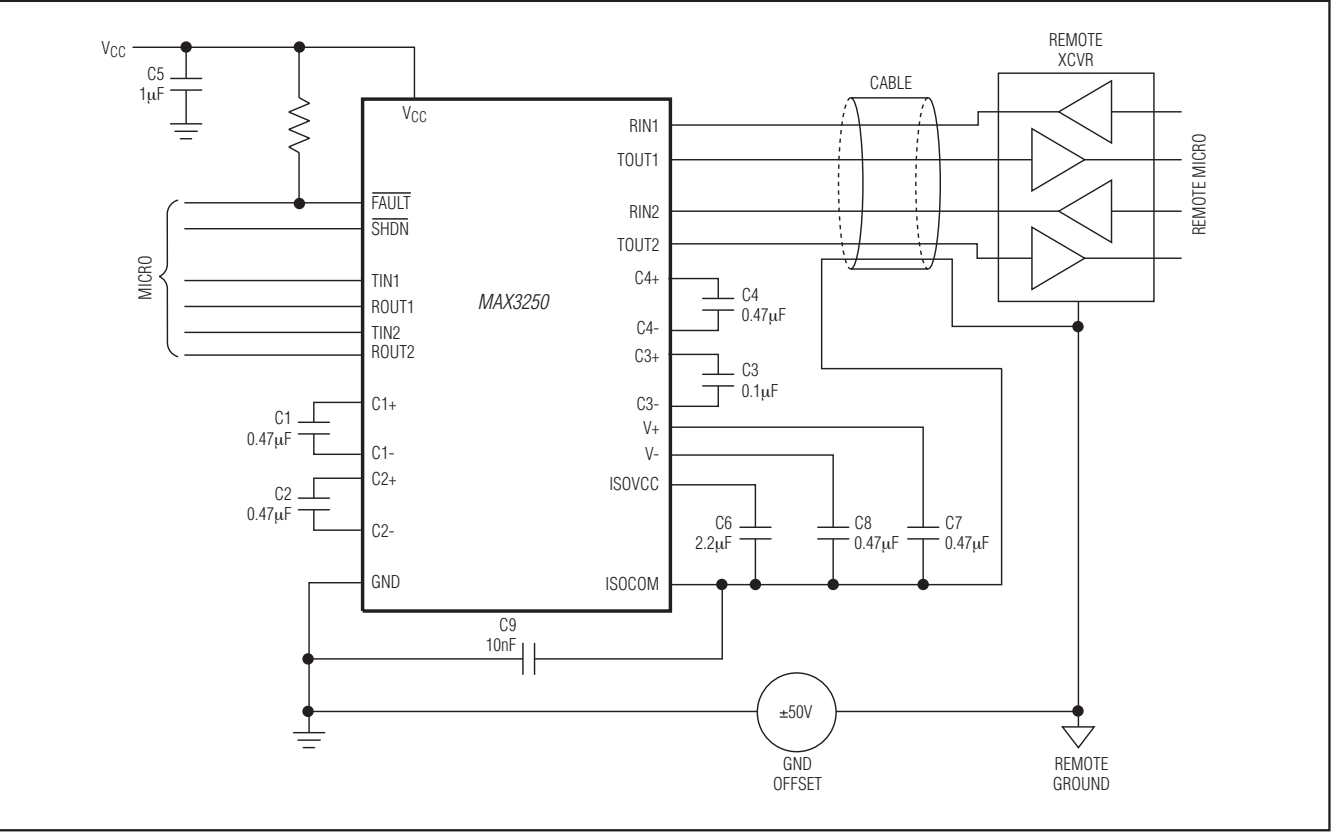 REMOTE
XCVR
V_CC
CABLE
C5
1μF
V_CC
RIN1
TOUT1
RIN2
TOUT2
C4+
C4-
C3+
C3-
V+
V-
ISOVCC
ISOCOM
REMOTE MICRO
FAULT
SHDN
TIN1
ROUT1
TIN2
ROUT2
MICRO
MAX3250
C4
0.47μF
C3
0.1μF
C1+
C1-
C2+
C2-
GND
C1
0.47μF
C2
0.47μF
C6
2.2μF
C8
0.47μF
C7
0.47μF
C9
10nF
±50V
GND
OFFSET
REMOTE
GROUND